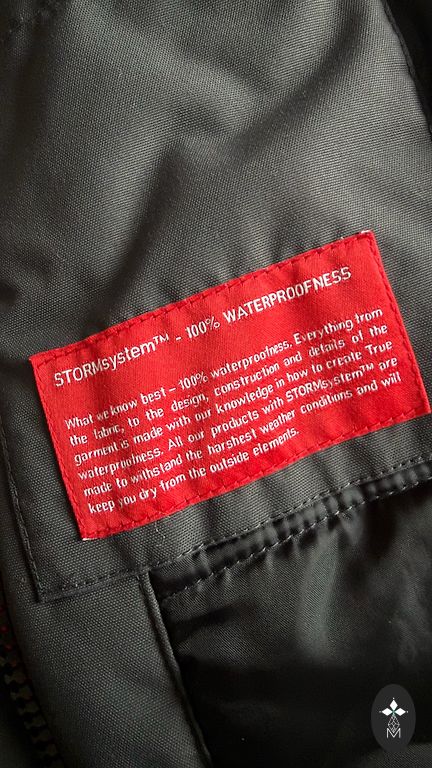 STORMsystem™ - 100% WATERPROOFNESS
What we know best – 100% waterproofness. Everything from
the fabric, to the design, construction and details of the
garment is made with our knowledge in how to create True
waterproofness. All our products with STORMsystem™ are
made to withstand the harshest weather conditions and will
keep you dry from the outside elements.